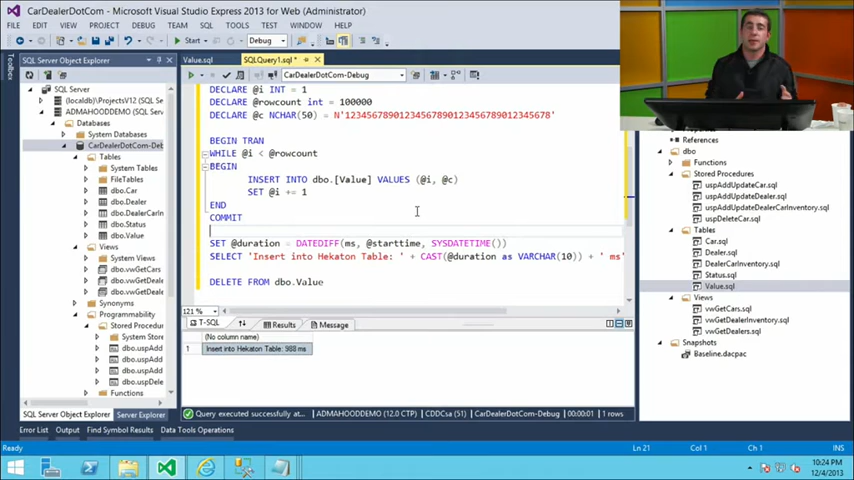 CarDealerDotCom - Microsoft Visual Studio Express 2012 for Web (Administrator)
FILE EDIT VIEW PROJECT DEBUG TEAM SQL TOOLS TEST WINDOW HELP
Start Debug
SQL Server Object Explorer
Value.sql SQLQuery1.sql *
CarDealerDotCom-Debug
Toolbox
SQL Server
(localdb)\ProjectsV12 (SQL S
ADMAHOODDEMO (12.0
Databases
System Databases
CarDealerDotCom-Deb
Tables
System Tables
FileTables
dbo.Car
dbo.Dealer
dbo.DealerCarIn
dbo.Status
dbo.Value
Views
System Views
dbo.vwGetCars
dbo.vwGetDeale
dbo.vwGetDeale
Synonyms
Programmability
Stored Procedur
System Store
dbo.uspAdd
dbo.uspAdd
dbo.uspAdd
dbo.uspDele
Functions
DECLARE @i INT = 1
DECLARE @rowcount int = 100000
DECLARE @c NCHAR(50) = N'12345678901234567890123456789012345678'
BEGIN TRAN
WHILE @i < @rowcount
BEGIN
INSERT INTO dbo.[Value] VALUES (@i, @c)
SET @i += 1
END
COMMIT
SET @duration = DATEDIFF(ms, @starttime, SYSDATETIME())
SELECT 'Insert into Hekaton Table: ' + CAST(@duration as VARCHAR(10)) + ' ms'
DELETE FROM dbo.Value
121 %
T-SQL Results Message
(No column name)
1 Insert into Hekaton Table: 988 ms
Query executed successfully at ADMAHOODDEMO (12.0 CTP) CDDCsa (51) CarDealerDotCom-Debug 00:00:01 1 rows
References
dbo
Functions
Stored Procedures
uspAddUpdateCar.sql
uspAddUpdateDealer.sql
uspAddUpdateDealerCarInventory.sql
uspDeleteCar.sql
Tables
Car.sql
Dealer.sql
DealerCarInventory.sql
Status.sql
Value.sql
Views
vwGetCars.sql
vwGetDealerInventory.sql
vwGetDealers.sql
Snapshots
Baseline.dacpac
SQL Server Object Explorer Server Explorer
Error List Output Find Symbol Results Data Tools Operations
Ready Ln 21 Col 1 Ch 1 INS
10:24 PM
12/4/2013